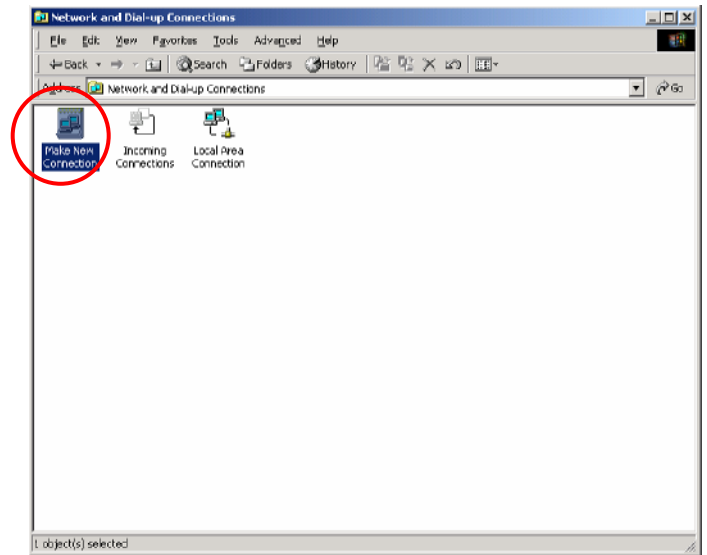 Network and Dial-up Connections
File Edit View Favorites Tools Advanced Help
Back Search Folders History
Address Network and Dial-up Connections Go
Make New Connection
Incoming Connections
Local Area Connection
1 object(s) selected